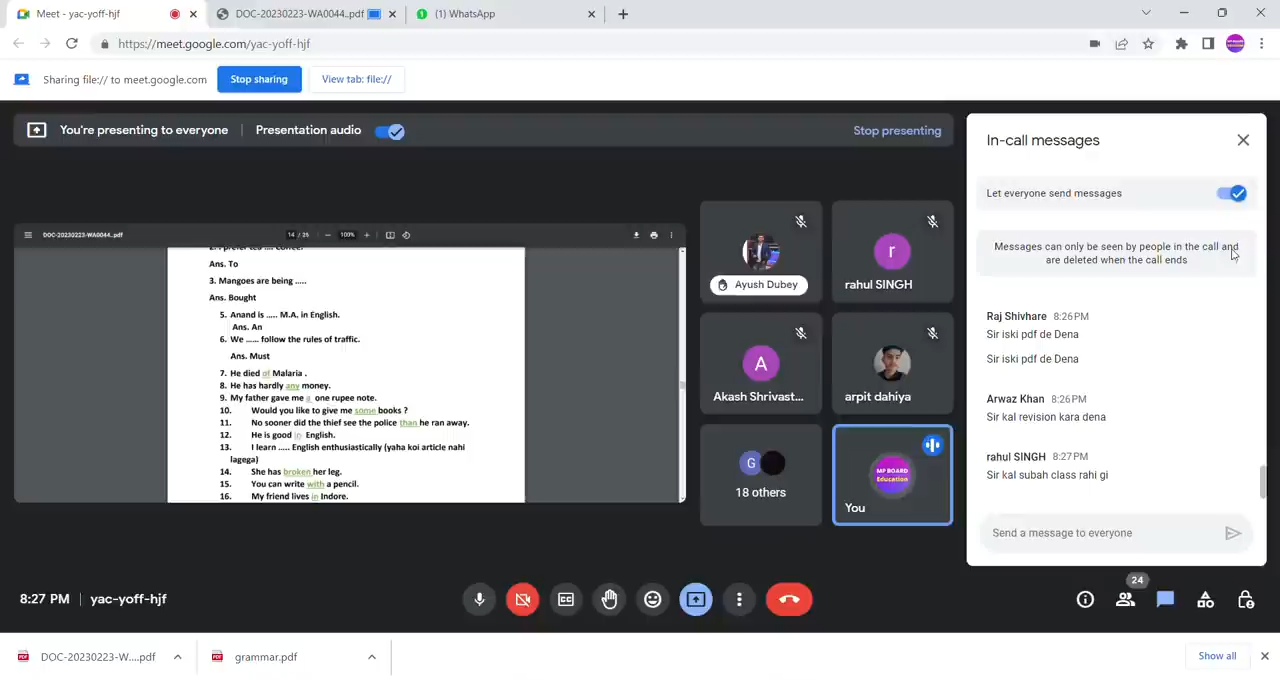 Meet - yac-yoff-hjf
DOC-20230223-WA0044..pdf
(1) WhatsApp
https://meet.google.com/yac-yoff-hjf
Sharing file:// to meet.google.com
Stop sharing
View tab: file://
You're presenting to everyone
Presentation audio
Stop presenting
DOC-20230223-WA0044..pdf
14 / 25
100%
Ans. To
3. Mangoes are being .....
Ans. Bought
5. Anand is ..... M.A. in English.
Ans. An
6. We ...... follow the rules of traffic.
Ans. Must
7. He died of Malaria .
8. He has hardly any money.
9. My father gave me a one rupee note.
10. Would you like to give me some books ?
11. No sooner did the thief see the police than he ran away.
12. He is good in English.
13. I learn ..... English enthusiastically (yaha koi article nahi
lagega)
14. She has broken her leg.
15. You can write with a pencil.
16. My friend lives in Indore.
Ayush Dubey
r
rahul SINGH
A
Akash Shrivast...
arpit dahiya
G
18 others
MP BOARD
Education
You
In-call messages
Let everyone send messages
Messages can only be seen by people in the call and
are deleted when the call ends
Raj Shivhare 8:26 PM
Sir iski pdf de Dena
Sir iski pdf de Dena
Arwaz Khan 8:26 PM
Sir kal revision kara dena
rahul SINGH 8:27 PM
Sir kal subah class rahi gi
Send a message to everyone
8:27 PM | yac-yoff-hjf
24
DOC-20230223-W....pdf
grammar.pdf
Show all